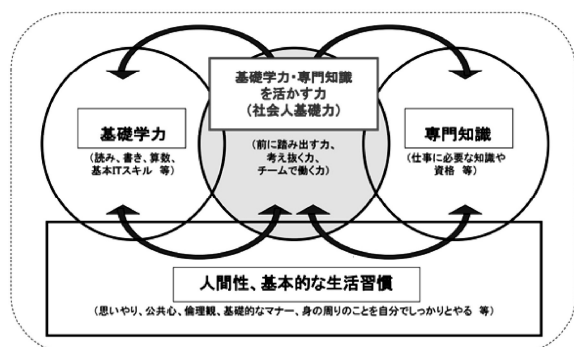 基礎学力・専門知識
を活かす力
(社会人基礎力)
基礎学力
(読み、書き、算数、
基本ITスキル 等)
(前に踏み出す力、
考え抜く力、
チームで働く力)
専門知識
(仕事に必要な知識や
資格 等)
人間性、基本的な生活習慣
(思いやり、公共心、倫理観、基礎的なマナー、身の周りのことを自分でしっかりとやる 等)